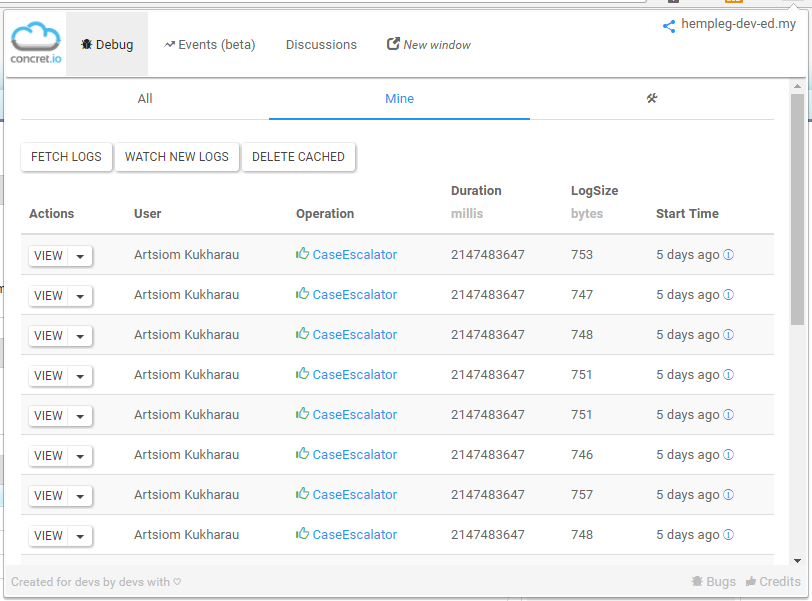 hempleg-dev-ed.my
concret.io
Debug
Events (beta)
Discussions
New window
All
Mine
FETCH LOGS
WATCH NEW LOGS
DELETE CACHED
Duration LogSize
Actions User Operation millis bytes Start Time
VIEW Artsiom Kukharau CaseEscalator 2147483647 753 5 days ago
VIEW Artsiom Kukharau CaseEscalator 2147483647 747 5 days ago
VIEW Artsiom Kukharau CaseEscalator 2147483647 748 5 days ago
VIEW Artsiom Kukharau CaseEscalator 2147483647 751 5 days ago
VIEW Artsiom Kukharau CaseEscalator 2147483647 751 5 days ago
VIEW Artsiom Kukharau CaseEscalator 2147483647 746 5 days ago
VIEW Artsiom Kukharau CaseEscalator 2147483647 757 5 days ago
VIEW Artsiom Kukharau CaseEscalator 2147483647 748 5 days ago
Created for devs by devs with ♡
Bugs Credits